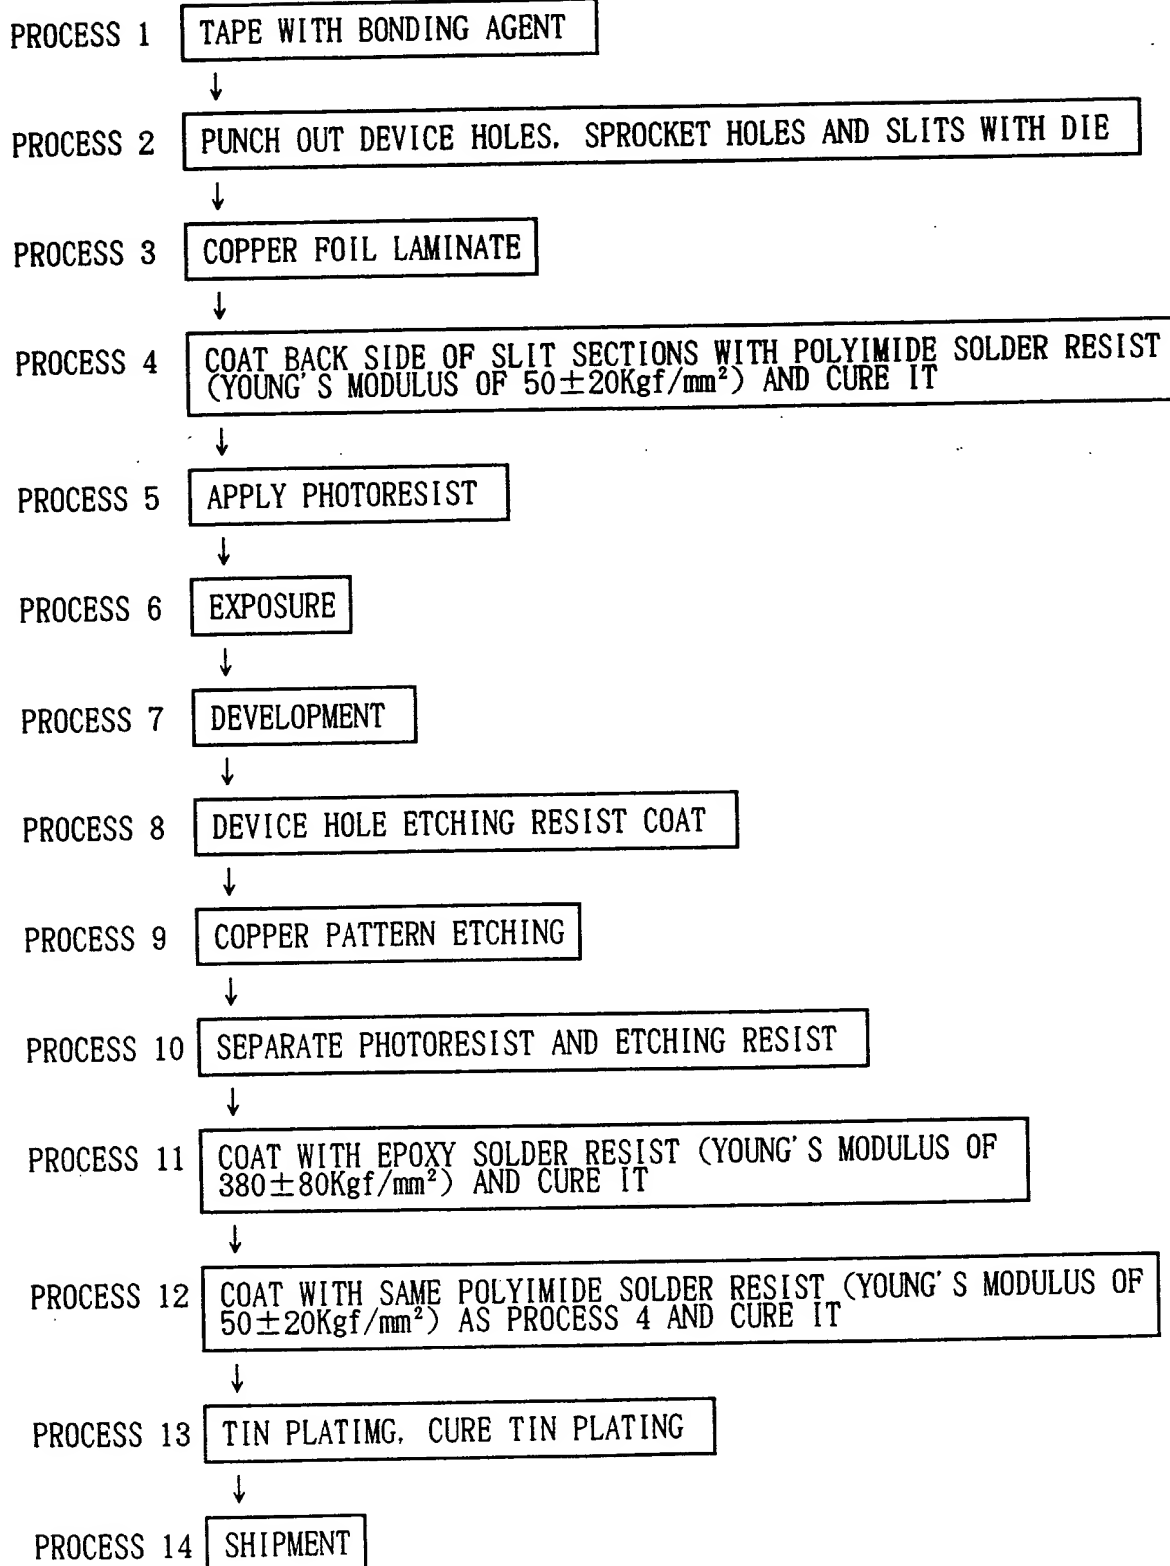 PROCESS 1 TAPE WITH BONDING AGENT
↓
PROCESS 2 PUNCH OUT DEVICE HOLES. SPROCKET HOLES AND SLITS WITH DIE
↓
PROCESS 3 COPPER FOIL LAMINATE
↓
PROCESS 4 COAT BACK SIDE OF SLIT SECTIONS WITH POLYIMIDE SOLDER RESIST
(YOUNG'S MODULUS OF 50±20Kgf/mm²) AND CURE IT
↓
PROCESS 5 APPLY PHOTORESIST
↓
PROCESS 6 EXPOSURE
↓
PROCESS 7 DEVELOPMENT
↓
PROCESS 8 DEVICE HOLE ETCHING RESIST COAT
↓
PROCESS 9 COPPER PATTERN ETCHING
↓
PROCESS 10 SEPARATE PHOTORESIST AND ETCHING RESIST
↓
PROCESS 11 COAT WITH EPOXY SOLDER RESIST (YOUNG'S MODULUS OF
380±80Kgf/mm²) AND CURE IT
↓
PROCESS 12 COAT WITH SAME POLYIMIDE SOLDER RESIST (YOUNG'S MODULUS OF
50±20Kgf/mm²) AS PROCESS 4 AND CURE IT
↓
PROCESS 13 TIN PLATIMG. CURE TIN PLATING
↓
PROCESS 14 SHIPMENT